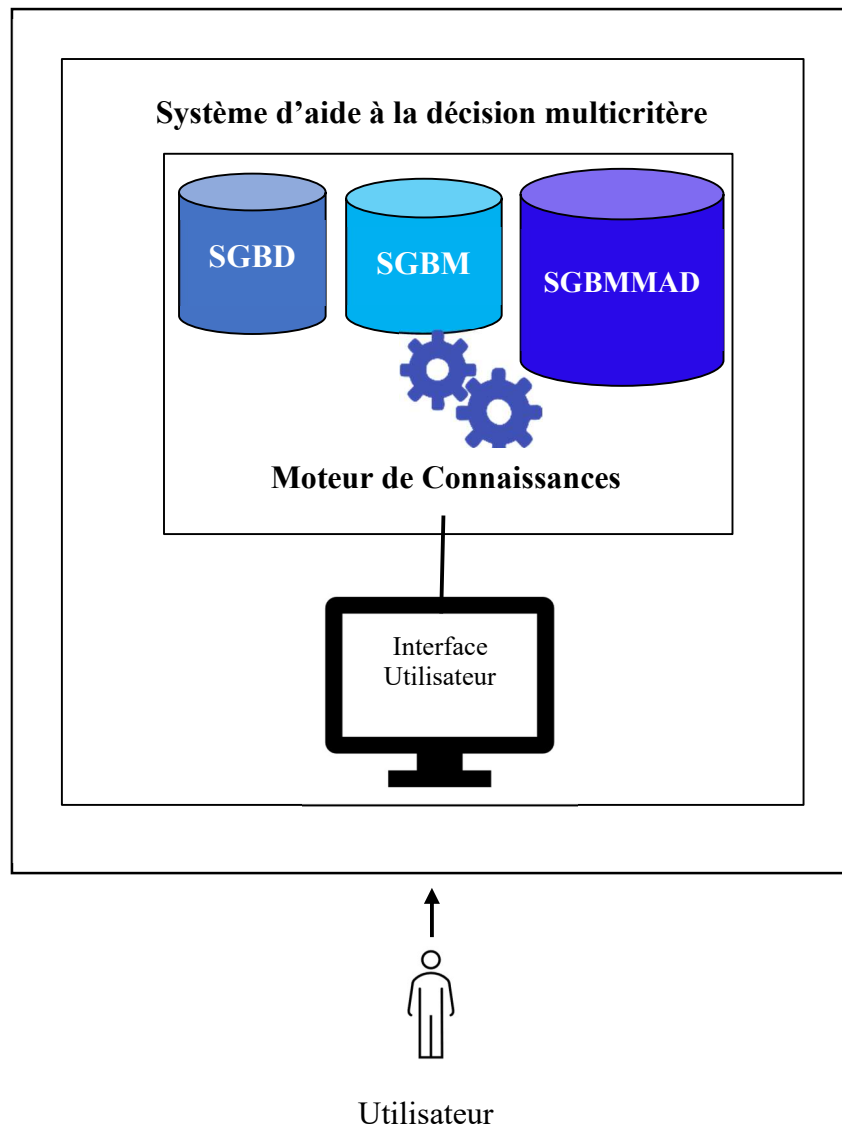 Système d’aide à la décision multicritère
SGBD
SGBM
SGBMMAD
Moteur de Connaissances
Interface
Utilisateur
Utilisateur